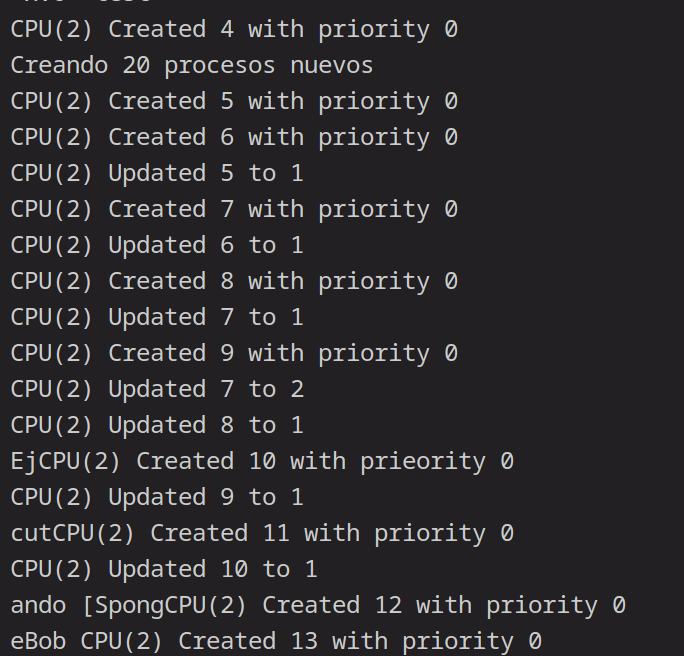 CPU(2) Created 4 with priority 0
Creando 20 procesos nuevos
CPU(2) Created 5 with priority 0
CPU(2) Created 6 with priority 0
CPU(2) Updated 5 to 1
CPU(2) Created 7 with priority 0
CPU(2) Updated 6 to 1
CPU(2) Created 8 with priority 0
CPU(2) Updated 7 to 1
CPU(2) Created 9 with priority 0
CPU(2) Updated 7 to 2
CPU(2) Updated 8 to 1
EjCPU(2) Created 10 with prieority 0
CPU(2) Updated 9 to 1
cutCPU(2) Created 11 with priority 0
CPU(2) Updated 10 to 1
ando [SpongCPU(2) Created 12 with priority 0
eBob CPU(2) Created 13 with priority 0